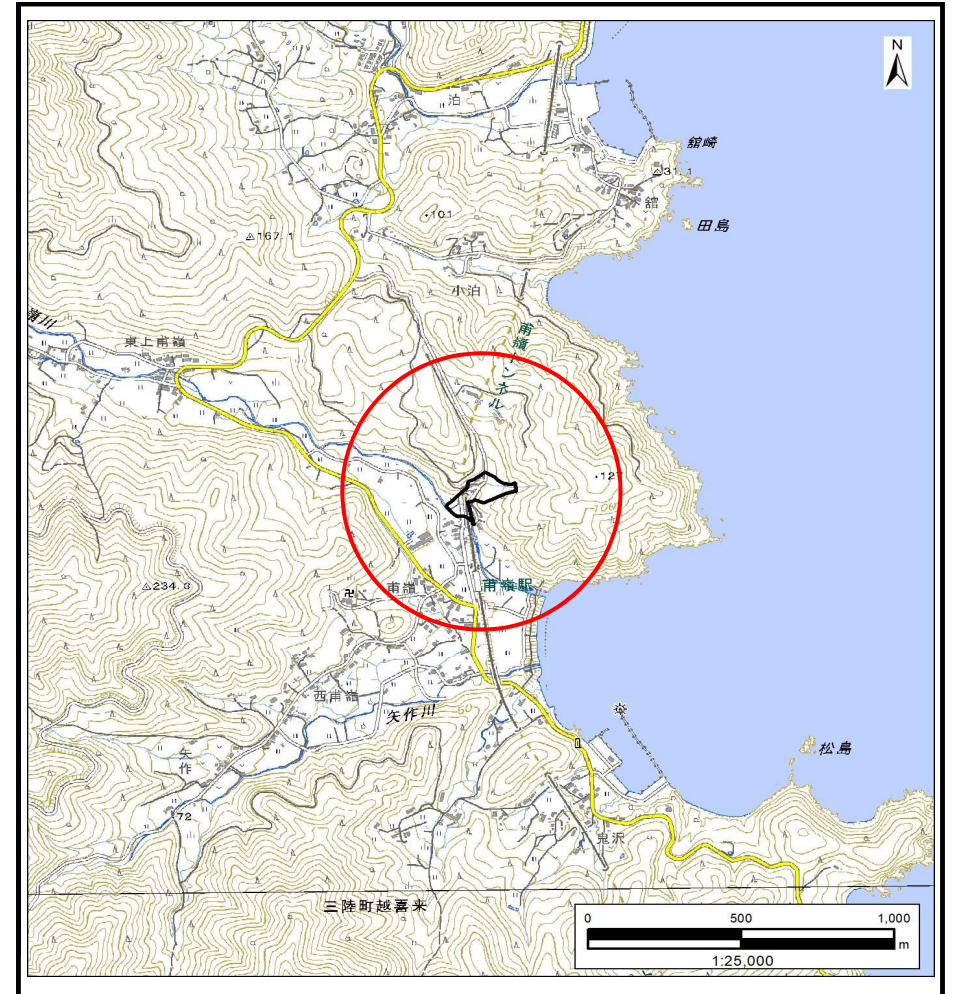 N
泊
舘崎
31.1
舘
・101
田島
167.1
小泊
東上甫嶺
甫嶺トンネル
・127
100
甫嶺駅
甫嶺
234.3
西甫嶺
矢作川
60
矢作
松島
72
鬼沢
三陸町越喜来
0 500 1,000
m
1:25,000